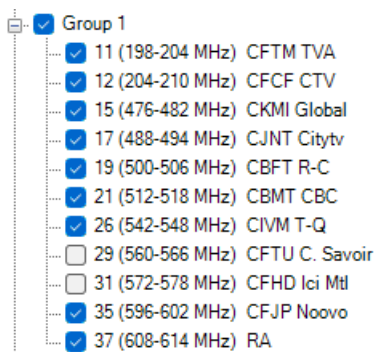 Group 1
11 (198-204 MHz) CFTM TVA
12 (204-210 MHz) CFCF CTV
15 (476-482 MHz) CKMI Global
17 (488-494 MHz) CJNT Citytv
19 (500-506 MHz) CBFT R-C
21 (512-518 MHz) CBMT CBC
26 (542-548 MHz) CIVM T-Q
29 (560-566 MHz) CFTU C. Savoir
31 (572-578 MHz) CFHD Ici Mtl
35 (596-602 MHz) CFJP Noovo
37 (608-614 MHz) RA